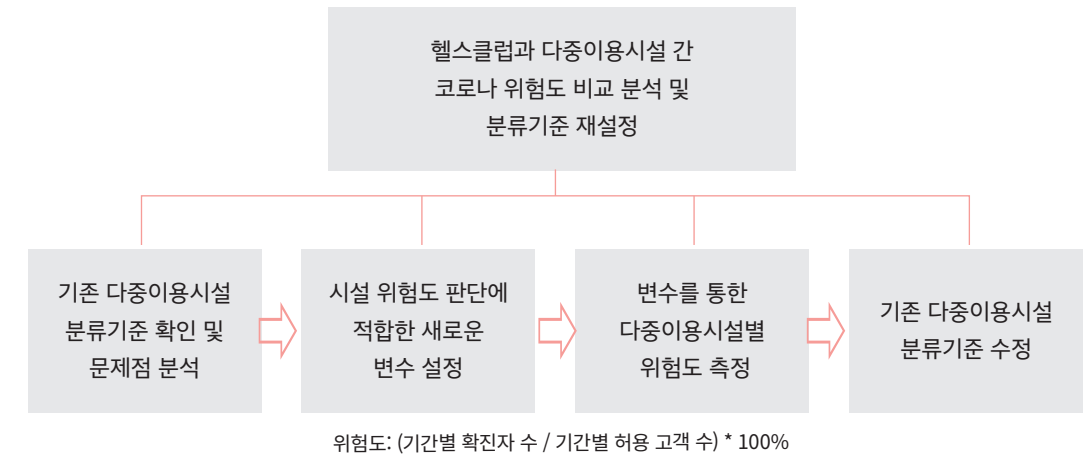 헬스클럽과 다중이용시설 간
코로나 위험도 비교 분석 및
분류기준 재설정
기존 다중이용시설
분류기준 확인 및
문제점 분석
시설 위험도 판단에
적합한 새로운
변수 설정
변수를 통한
다중이용시설별
위험도 측정
기존 다중이용시설
분류기준 수정
위험도: (기간별 확진자 수 / 기간별 허용 고객 수) * 100%